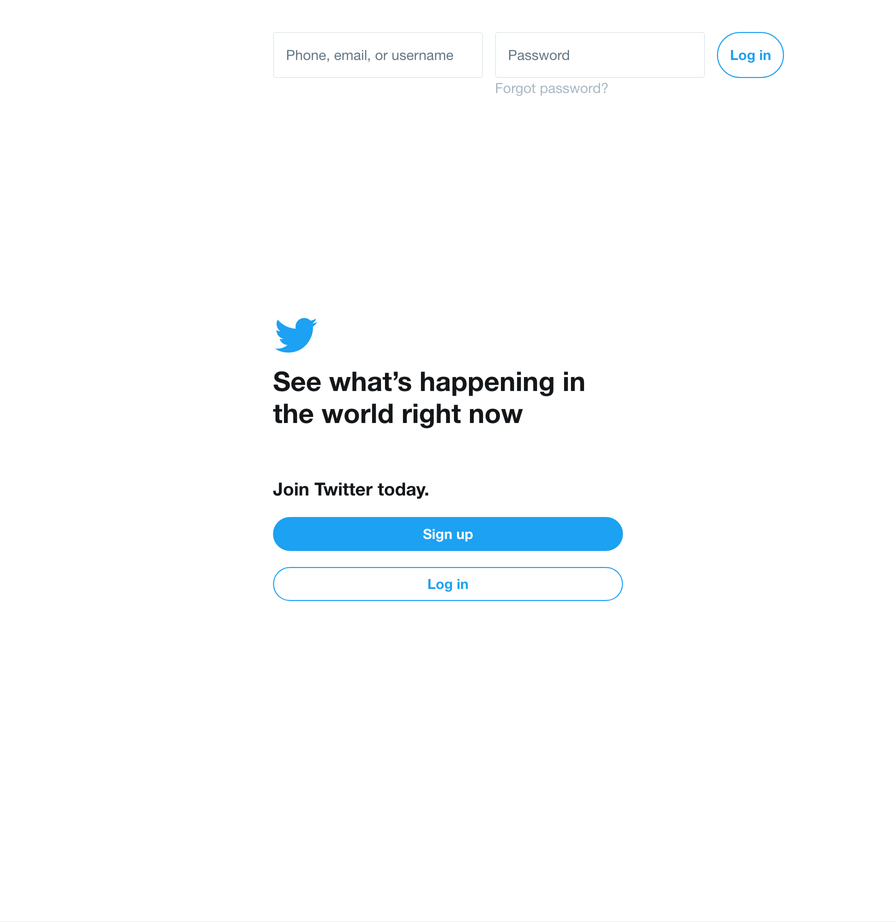 Phone, email, or username
Password
Log in
Forgot password?
See what’s happening in
the world right now
Join Twitter today.
Sign up
Log in